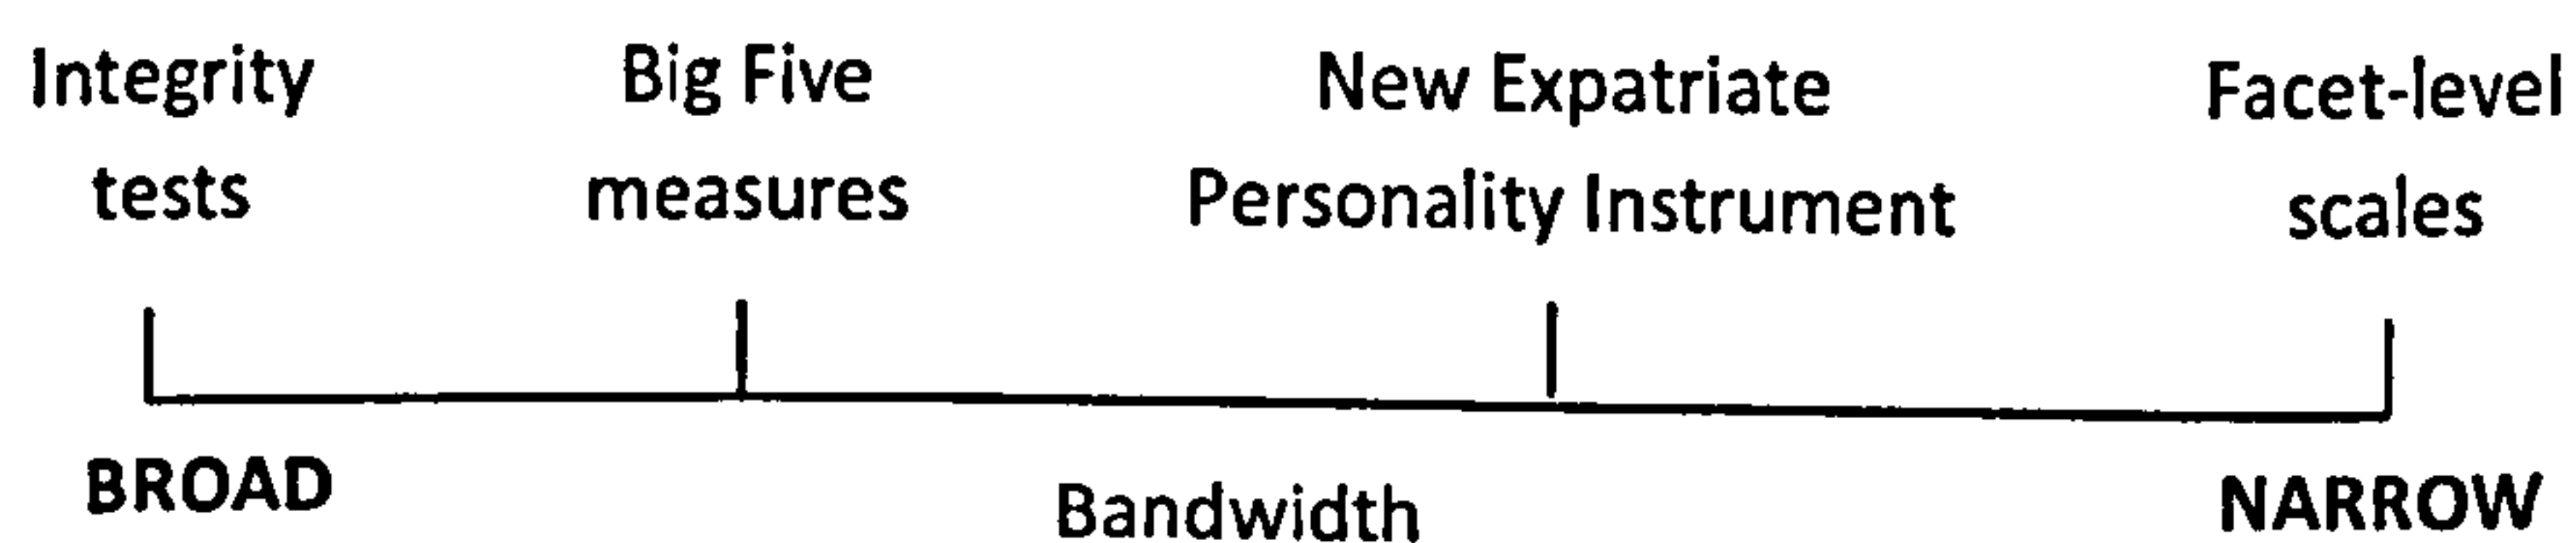 Integrity
tests
Big Five
measures
New Expatriate
Personality Instrument
Facet-level
scales
BROAD
Bandwidth
NARROW